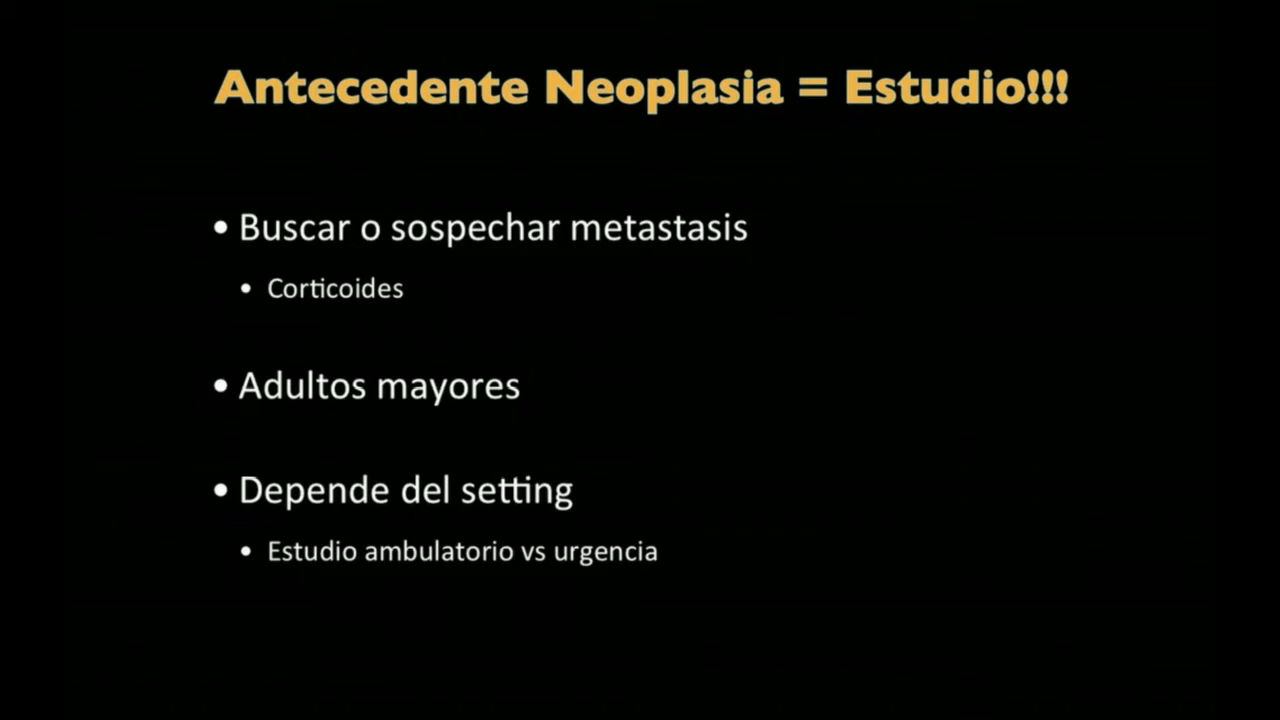 Antecedente Neoplasia = Estudio!!!
• Buscar o sospechar metastasis
• Corticoides
• Adultos mayores
• Depende del setting
• Estudio ambulatorio vs urgencia